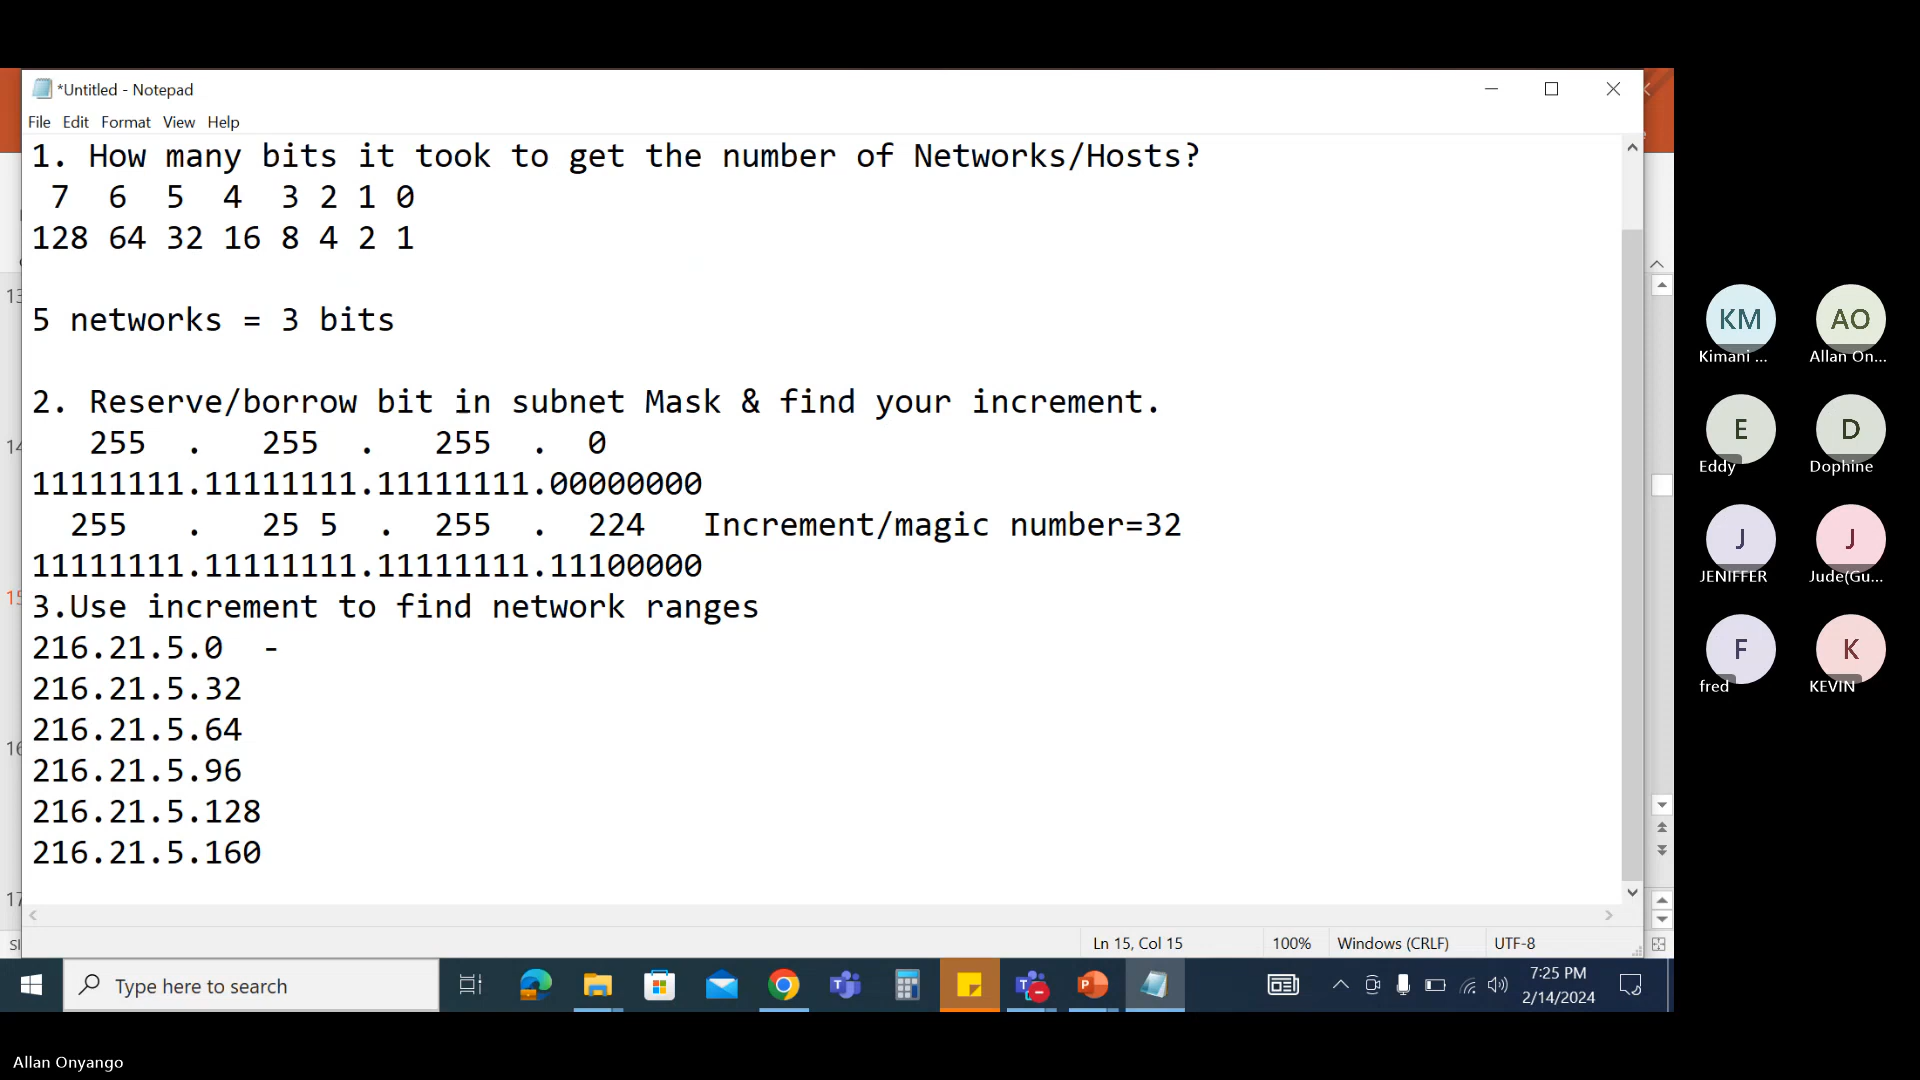 *Untitled - Notepad
File Edit Format View Help
1. How many bits it took to get the number of Networks/Hosts?
7 6 5 4 3 2 1 0
128 64 32 16 8 4 2 1
5 networks = 3 bits
2. Reserve/borrow bit in subnet Mask & find your increment.
255 . 255 . 255 . 0
11111111.11111111.11111111.00000000
255 . 25 5 . 255 . 224 Increment/magic number=32
11111111.11111111.11111111.11100000
3.Use increment to find network ranges
216.21.5.0 -
216.21.5.32
216.21.5.64
216.21.5.96
216.21.5.128
216.21.5.160
Ln 15, Col 15 100% Windows (CRLF) UTF-8
13
14
15
16
17
Sl
Type here to search
7:25 PM
2/14/2024
KM
Kimani ...
AO
Allan On...
E
Eddy
D
Dophine
J
JENIFFER
J
Jude(Gu...
F
fred
K
KEVIN
Allan Onyango